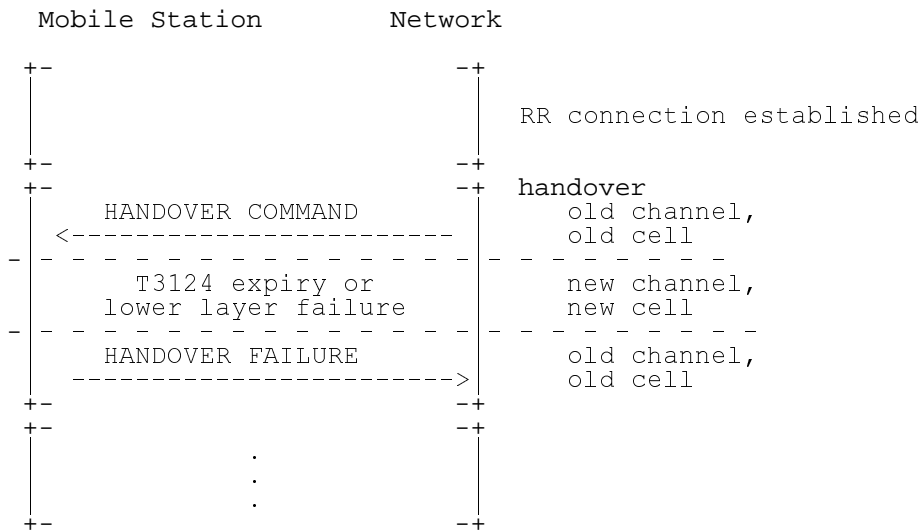 Mobile Station Network
+- -+
RR connection established
+- -+
+- -+ handover
HANDOVER COMMAND old channel,
<------------------------ old cell
- - - - - - - - - - - - - - - - - - - - - - -
T3124 expiry or new channel,
lower layer failure new cell
- - - - - - - - - - - - - - - - - - - - - - - -
HANDOVER FAILURE old channel,
------------------------> old cell
+- -+
+- -+
.
.
.
+- -+